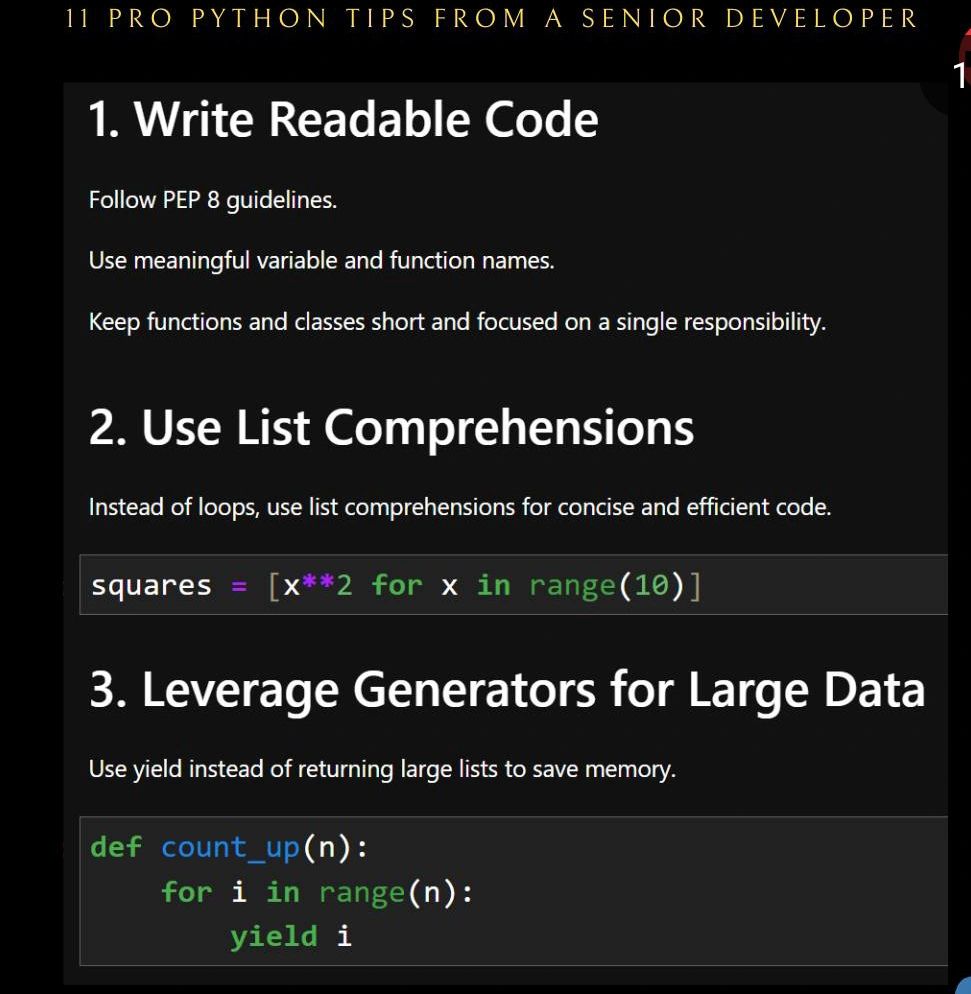 11 PRO PYTHON TIPS FROM A SENIOR DEVELOPER
1
1. Write Readable Code
Follow PEP 8 guidelines.
Use meaningful variable and function names.
Keep functions and classes short and focused on a single responsibility.
2. Use List Comprehensions
Instead of loops, use list comprehensions for concise and efficient code.
squares = [x**2 for x in range(10)]
3. Leverage Generators for Large Data
Use yield instead of returning large lists to save memory.
def count_up(n):
    for i in range(n):
        yield i